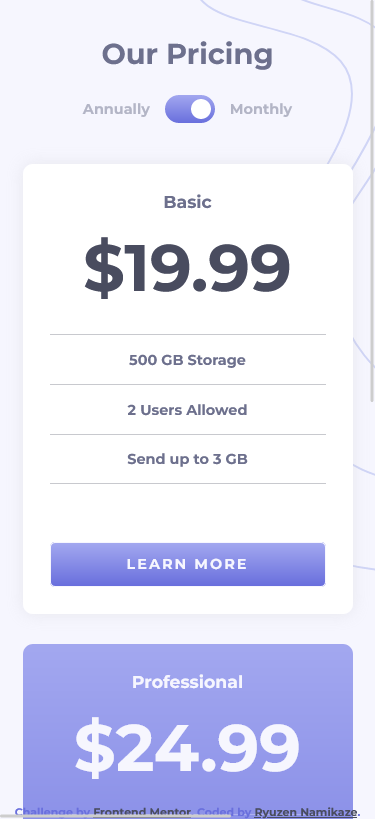 Our Pricing
Annually Monthly
Basic
$19.99
500 GB Storage
2 Users Allowed
Send up to 3 GB
LEARN MORE
Professional
$24.99
Challenge by Frontend Mentor. Coded by Ryuzen Namikaze.